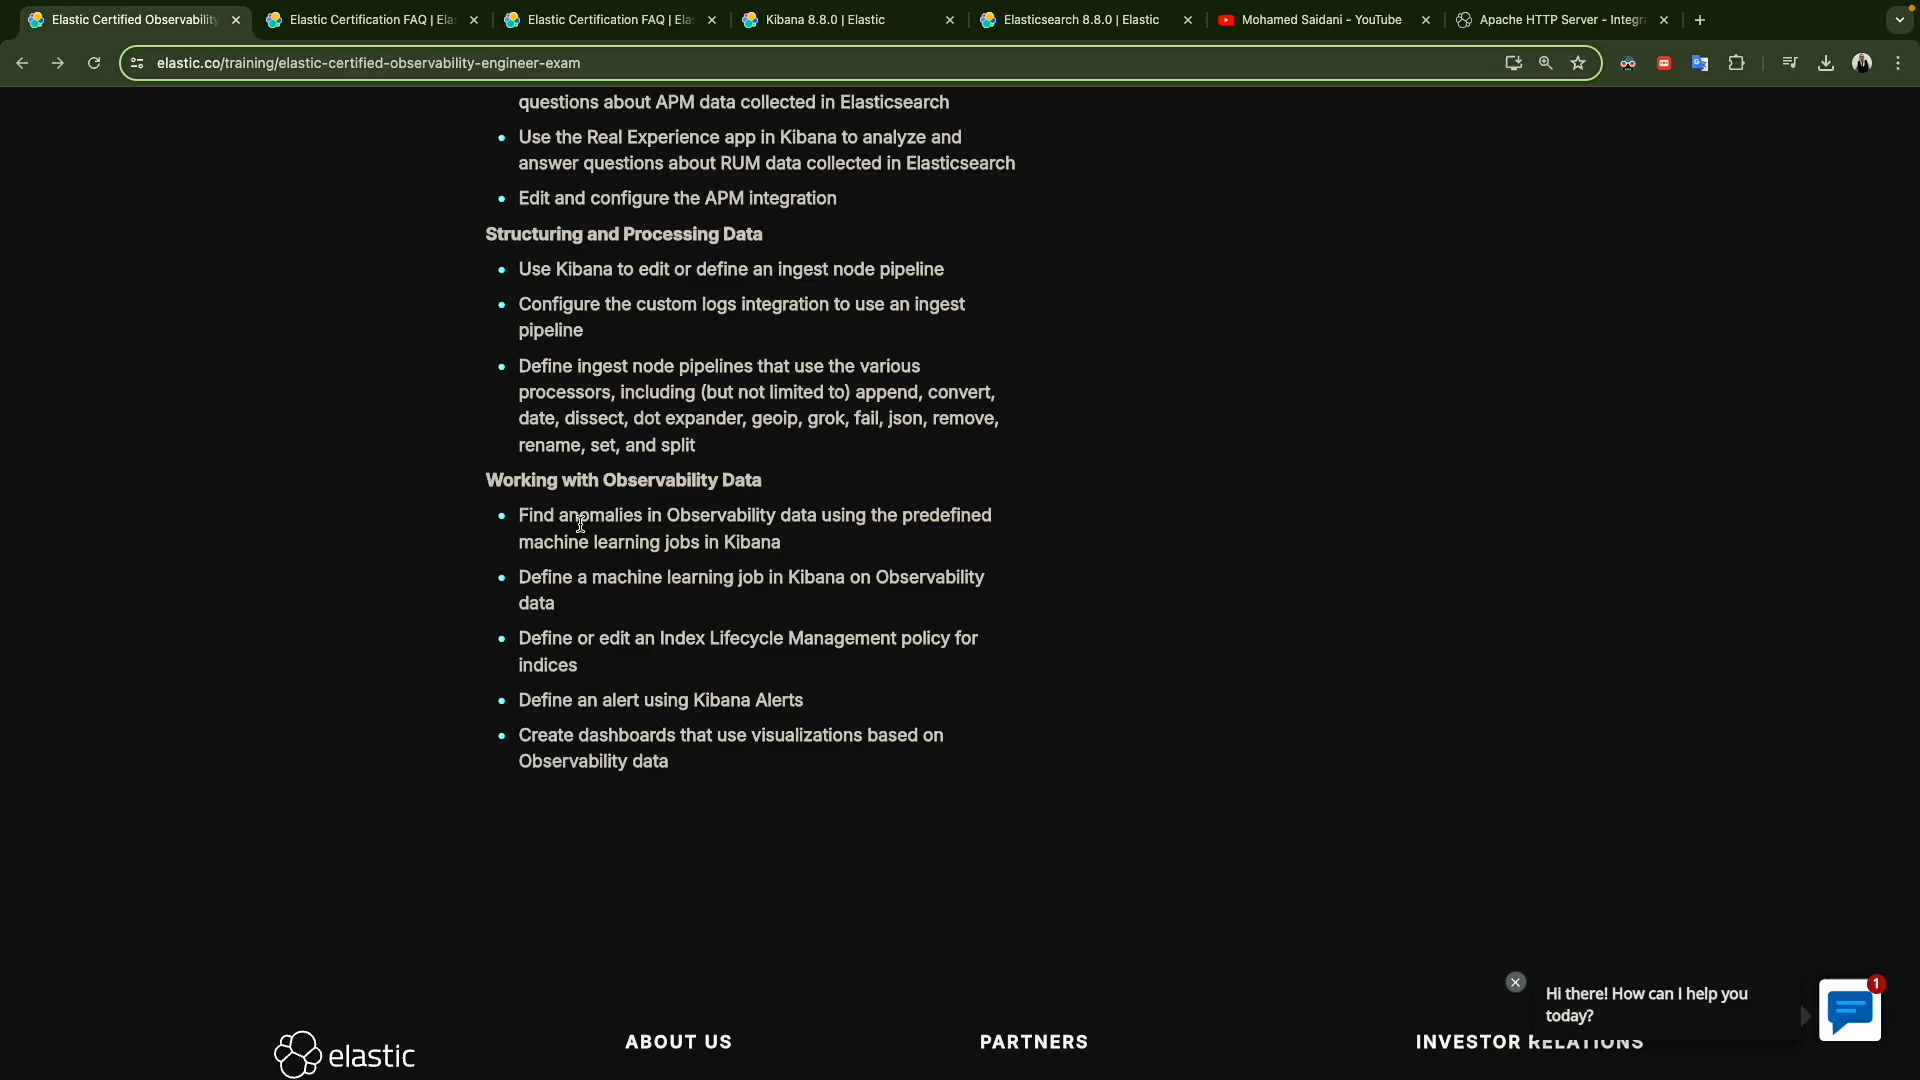 Elastic Certified Observability
Elastic Certification FAQ | Ela
Elastic Certification FAQ | Ela
Kibana 8.8.0 | Elastic
Elasticsearch 8.8.0 | Elastic
Mohamed Saidani - YouTube
Apache HTTP Server - Integra
elastic.co/training/elastic-certified-observability-engineer-exam
questions about APM data collected in Elasticsearch
Use the Real Experience app in Kibana to analyze and
answer questions about RUM data collected in Elasticsearch
Edit and configure the APM integration
Structuring and Processing Data
Use Kibana to edit or define an ingest node pipeline
Configure the custom logs integration to use an ingest
pipeline
Define ingest node pipelines that use the various
processors, including (but not limited to) append, convert,
date, dissect, dot expander, geoip, grok, fail, json, remove,
rename, set, and split
Working with Observability Data
Find anomalies in Observability data using the predefined
machine learning jobs in Kibana
Define a machine learning job in Kibana on Observability
data
Define or edit an Index Lifecycle Management policy for
indices
Define an alert using Kibana Alerts
Create dashboards that use visualizations based on
Observability data
1
Hi there! How can I help you
today?
elastic
ABOUT US
PARTNERS
INVESTOR RELATIONS